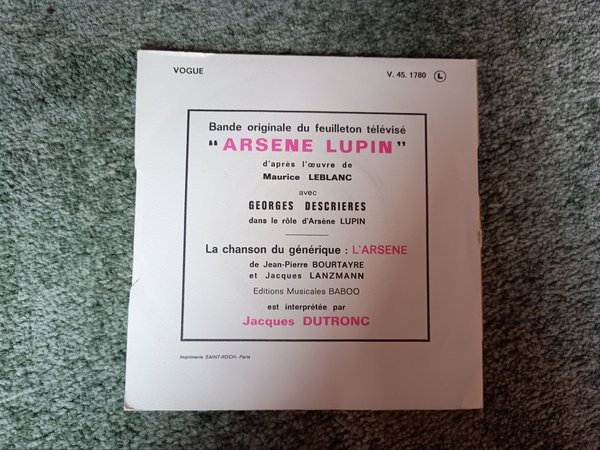 VOGUE
V. 45. 1780 L
Bande originale du feuilleton télévisé
"ARSENE LUPIN"
d'après l'œuvre de
Maurice LEBLANC
avec
GEORGES DESCRIERES
dans le rôle d'Arsène LUPIN
La chanson du générique : L'ARSENE
de Jean-Pierre BOURTAYRE
et Jacques LANZMANN
Editions Musicales BABOO
est interprétée par
Jacques DUTRONC
Imprimerie SAINT-ROCH- Paris